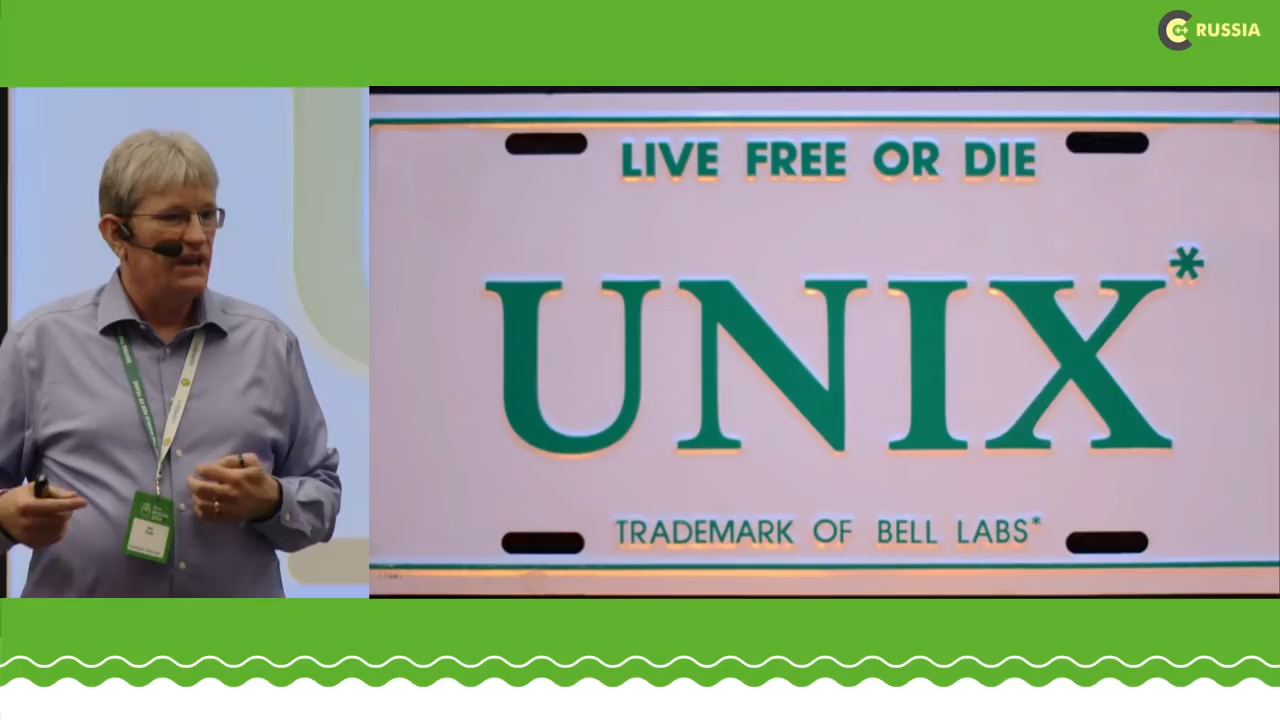 C++ RUSSIA
LIVE FREE OR DIE
UNIX*
TRADEMARK OF BELL LABS*